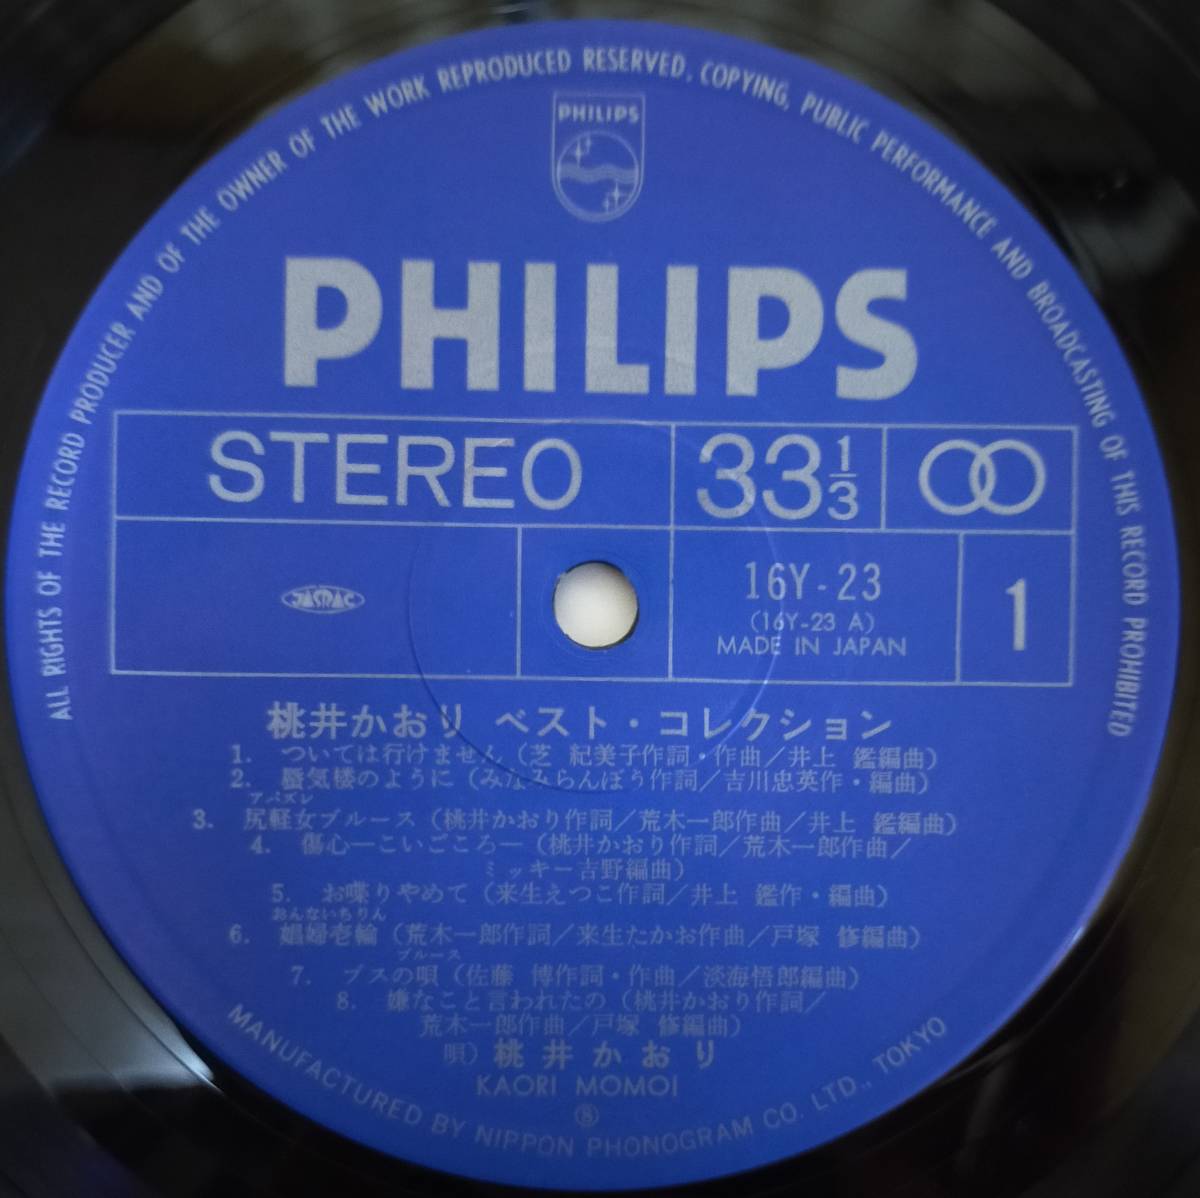 ALL RIGHTS OF THE RECORD PRODUCER AND OF THE OWNER OF THE WORK REPRODUCED RESERVED. COPYING, PUBLIC PERFORMANCE AND BROADCASTING OF THIS RECORD PROHIBITED
PHILIPS
PHILIPS
STEREO
33 1/3
JASRAC
16Y-23
(16Y-23 A)
MADE IN JAPAN
1
桃井かおり ベスト・コレクション
1. ついては行けません(芝 紀美子作詞・作曲/井上 鑑編曲)
2. 蜃気楼のように(みなみらんぼう作詞/吉川忠英作・編曲)
アバズレ
3. 尻軽女ブルース(桃井かおり作詞/荒木一郎作曲/井上 鑑編曲)
4. 傷心—こいごころ—(桃井かおり作詞/荒木一郎作曲/
ミッキー吉野編曲)
5. お喋りやめて(来生えつこ作詞/井上 鑑作・編曲)
おんないちりん
6. 娼婦壱輪(荒木一郎作詞/来生たかお作曲/戸塚 修編曲)
ブルース
7. ブスの唄(佐藤 博作詞・作曲/淡海悟郎編曲)
8. 嫌なこと言われたの(桃井かおり作詞/
荒木一郎作曲/戸塚 修編曲)
唄)桃井かおり
KAORI MOMOI
⑧
MANUFACTURED BY NIPPON PHONOGRAM CO. LTD., TOKYO